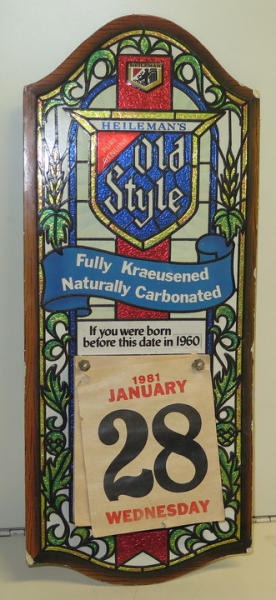 HEILEMAN'S
Old
Style
Fully Kraeusened
Naturally Carbonated
If you were born
before this date in 1960
1981
JANUARY
28
WEDNESDAY